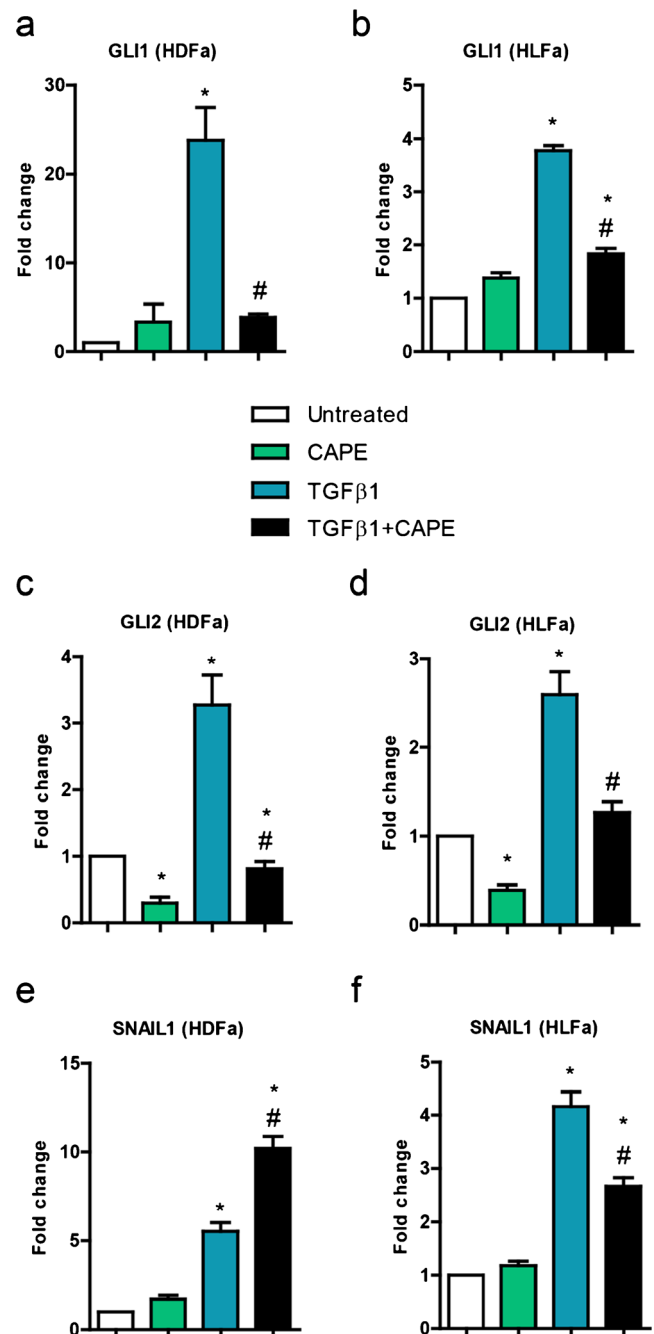 a
GLI1 (HDFa)
Fold change
30
20
10
0
*
#
b
GLI1 (HLFa)
Fold change
5
4
3
2
1
0
*
*
#
Untreated
CAPE
TGFβ1
TGFβ1+CAPE
c
GLI2 (HDFa)
Fold change
4
3
2
1
0
*
*
*
#
d
GLI2 (HLFa)
Fold change
3
2
1
0
*
*
#
e
SNAIL1 (HDFa)
Fold change
15
10
5
0
*
*
#
f
SNAIL1 (HLFa)
Fold change
5
4
3
2
1
0
*
*
#